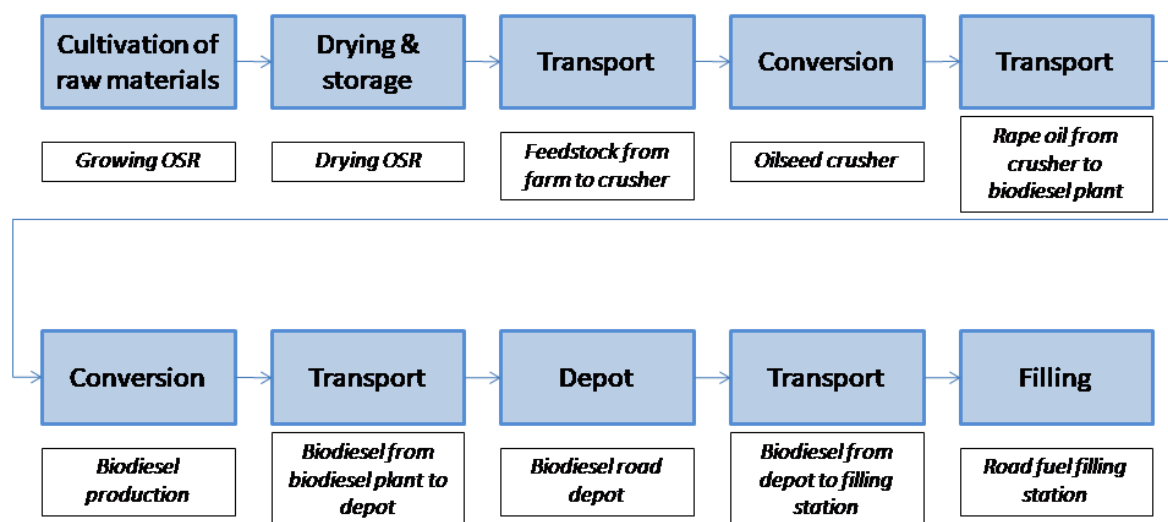 Cultivation of
raw materials
Drying &
storage
Transport
Conversion
Transport
Growing OSR
Drying OSR
Feedstock from
farm to crusher
Oilseed crusher
Rape oil from
crusher to
biodiesel plant
Conversion
Transport
Depot
Transport
Filling
Biodiesel
production
Biodiesel from
biodiesel plant to
depot
Biodiesel road
depot
Biodiesel from
depot to filling
station
Road fuel filling
station